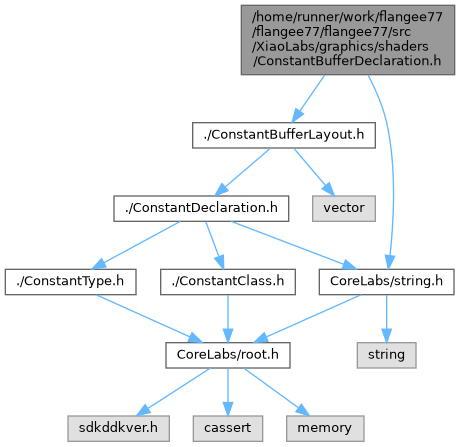 /home/runner/work/flangee77
/flangee77/flangee77/src
/XiaoLabs/graphics/shaders
/ConstantBufferDeclaration.h
./ConstantBufferLayout.h
./ConstantDeclaration.h
vector
./ConstantType.h
./ConstantClass.h
CoreLabs/string.h
CoreLabs/root.h
string
sdkddkver.h
cassert
memory